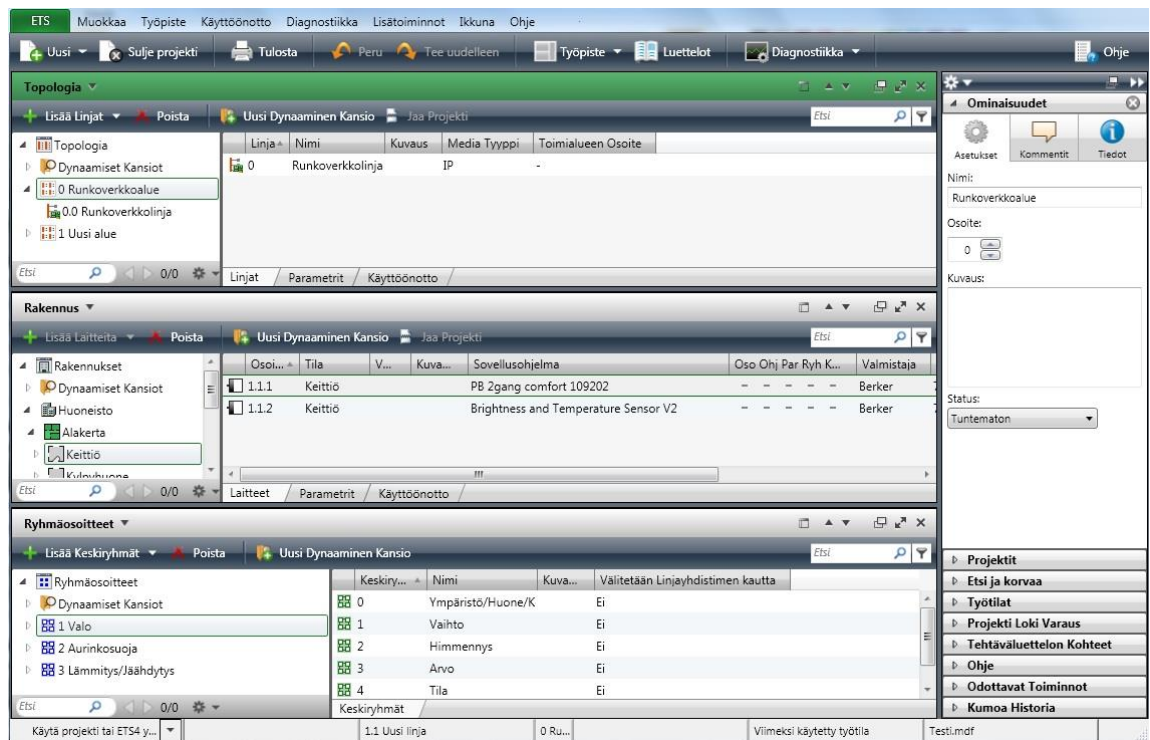 ETS Muokkaa Työpiste Käyttöönotto Diagnostiikka Lisätoiminnot Ikkuna Ohje
Uusi Sulje projekti Tulosta Peru Tee uudelleen Työpiste Luettelot Diagnostiikka Ohje
Topologia
Lisää Linjat Poista Uusi Dynaaminen Kansio Jaa Projekti Etsi
Topologia
Dynaamiset Kansiot
0 Runkoverkkoalue
0.0 Runkoverkkolinja
1 Uusi alue
Etsi 0/0
Linja Nimi Kuvaus Media Tyyppi Toimialueen Osoite
0 Runkoverkkolinja IP -
Linjat Parametrit Käyttöönotto
Rakennus
Lisää Laitteita Poista Uusi Dynaaminen Kansio Jaa Projekti Etsi
Rakennukset
Dynaamiset Kansiot
Huoneisto
Alakerta
Keittiö
Kylpyhuone
Etsi 0/0
Osoi... Tila V... Kuva... Sovellusohjelma Oso Ohj Par Ryh K... Valmistaja
1.1.1 Keittiö PB 2gang comfort 109202 - - - - - Berker
1.1.2 Keittiö Brightness and Temperature Sensor V2 - - - - - Berker
Laitteet Parametrit Käyttöönotto
Ryhmäosoitteet
Lisää Keskiryhmät Poista Uusi Dynaaminen Kansio Etsi
Ryhmäosoitteet
Dynaamiset Kansiot
1 Valo
2 Aurinkosuoja
3 Lämmitys/Jäähdytys
Etsi 0/0
Keskiry... Nimi Kuva... Välitetään Linjayhdistimen kautta
0 Ympäristö/Huone/K Ei
1 Vaihto Ei
2 Himmennys Ei
3 Arvo Ei
4 Tila Ei
Keskiryhmät
Ominaisuudet
Asetukset Kommentit Tiedot
Nimi:
Runkoverkkoalue
Osoite:
0
Kuvaus:
Status:
Tuntematon
Projektit
Etsi ja korvaa
Työtilat
Projekti Loki Varaus
Tehtäväluettelon Kohteet
Ohje
Odottavat Toiminnot
Kumoa Historia
Käytä projekti tai ETS4 y... 1.1 Uusi linja 0 Ru... Viimeksi käytetty työtila Testi.mdf